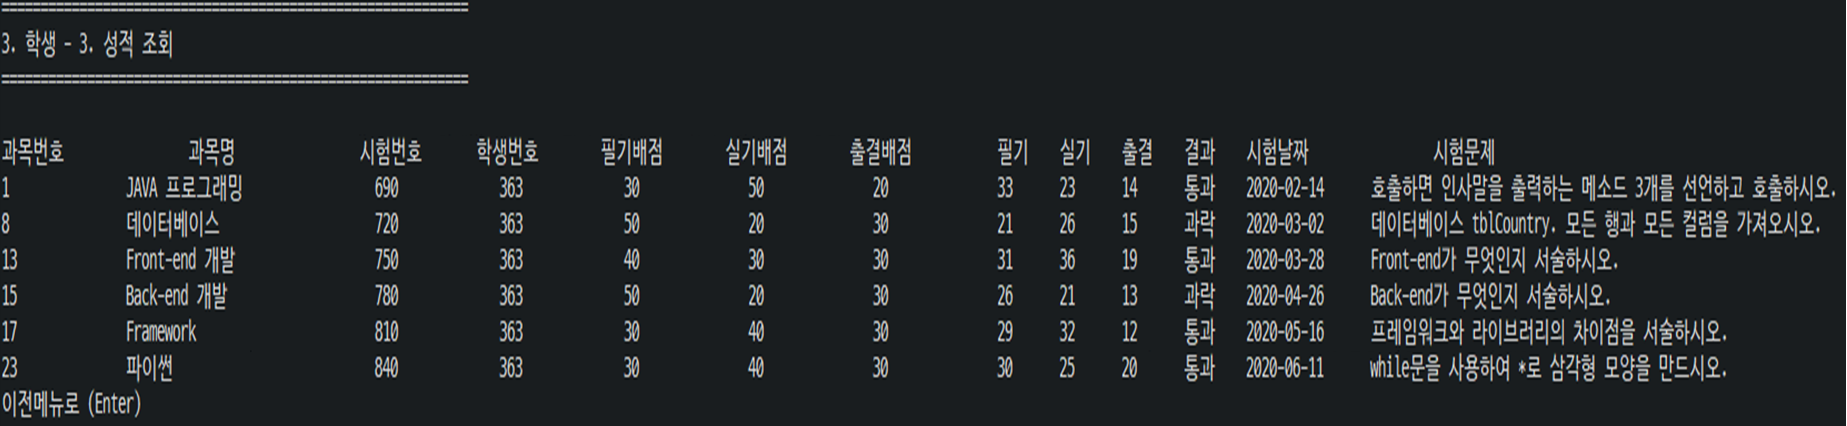 ============================================================
3. 학생 - 3. 성적 조회
============================================================
과목번호 과목명 시험번호 학생번호 필기배점 실기배점 출결배점 필기 실기 출결 결과 시험날짜 시험문제
1 JAVA 프로그래밍 690 363 30 50 20 33 23 14 통과 2020-02-14 호출하면 인사말을 출력하는 메소드 3개를 선언하고 호출하시오.
8 데이터베이스 720 363 50 20 30 21 26 15 과락 2020-03-02 데이터베이스 tblCountry. 모든 행과 모든 컬럼을 가져오시오.
13 Front-end 개발 750 363 40 30 30 31 36 19 통과 2020-03-28 Front-end가 무엇인지 서술하시오.
15 Back-end 개발 780 363 50 20 30 26 21 13 과락 2020-04-26 Back-end가 무엇인지 서술하시오.
17 Framework 810 363 30 40 30 29 32 12 통과 2020-05-16 프레임워크와 라이브러리의 차이점을 서술하시오.
23 파이썬 840 363 30 40 30 30 25 20 통과 2020-06-11 while문을 사용하여 *로 삼각형 모양을 만드시오.
이전메뉴로 (Enter)